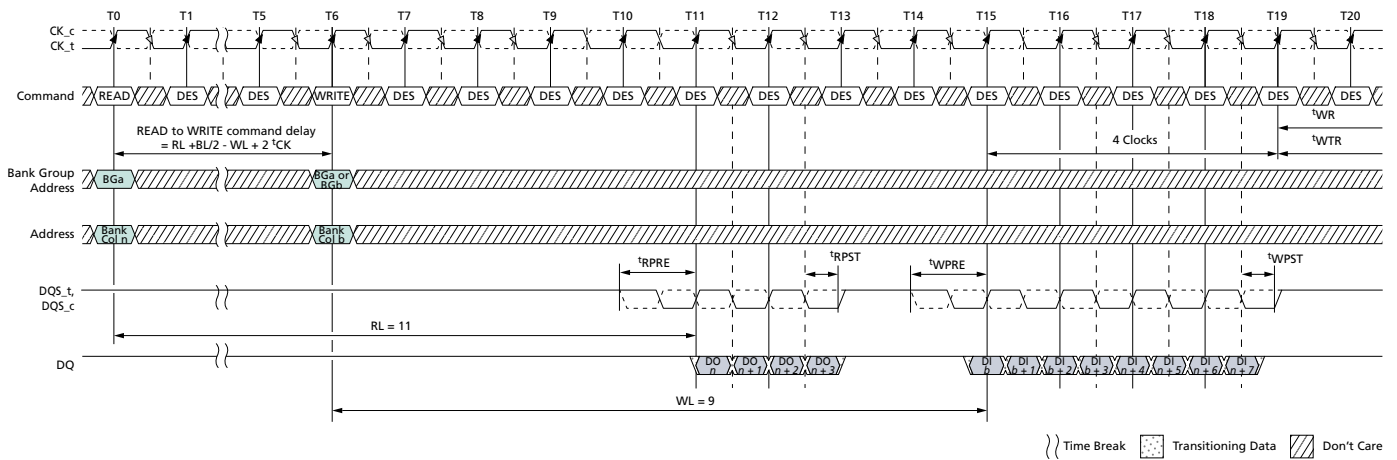 T0 T1 T5 T6 T7 T8 T9 T10 T11 T12 T13 T14 T15 T16 T17 T18 T19 T20
CK_c
CK_t
Command READ DES DES WRITE DES DES DES DES DES DES DES DES DES DES DES DES DES DES
tWR
READ to WRITE command delay
= RL +BL/2 - WL + 2 tCK
4 Clocks
tWTR
Bank Group
Address
BGa
BGa or
BGb
Address
Bank
Col n
Bank
Col b
tRPRE
tRPST
tWPRE
tWPST
DQS_t,
DQS_c
RL = 11
DQ
DO
n
DO
n + 1
DO
n + 2
DO
n + 3
DI
b
DI
b + 1
DI
b + 2
DI
b + 3
DI
n + 4
DI
n + 5
DI
n + 6
DI
n + 7
WL = 9
Time Break
Transitioning Data
Don't Care